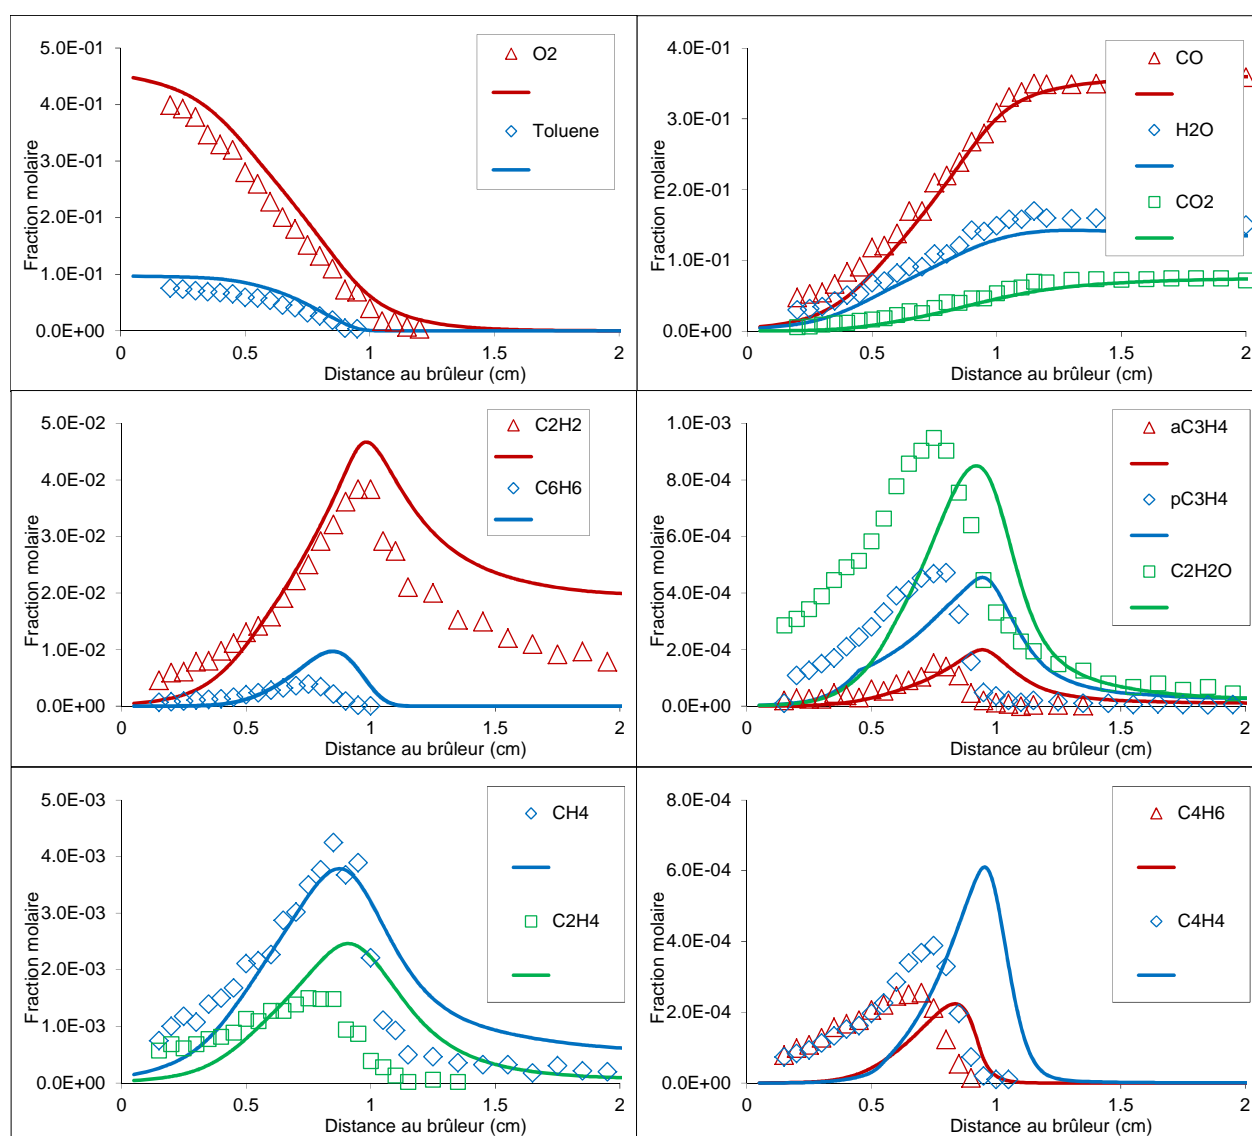 5.0E-01
4.0E-01
3.0E-01
2.0E-01
1.0E-01
0.0E+00
Fraction molaire
0
0.5
1
1.5
2
Distance au brûleur (cm)
O2
Toluene
4.0E-01
3.0E-01
2.0E-01
1.0E-01
0.0E+00
Fraction molaire
0
0.5
1
1.5
2
Distance au brûleur (cm)
CO
H2O
CO2
5.0E-02
4.0E-02
3.0E-02
2.0E-02
1.0E-02
0.0E+00
Fraction molaire
0
0.5
1
1.5
2
Distance au brûleur (cm)
C2H2
C6H6
1.0E-03
8.0E-04
6.0E-04
4.0E-04
2.0E-04
0.0E+00
Fraction molaire
0
0.5
1
1.5
2
Distance au brûleur (cm)
aC3H4
pC3H4
C2H2O
5.0E-03
4.0E-03
3.0E-03
2.0E-03
1.0E-03
0.0E+00
Fraction molaire
0
0.5
1
1.5
2
Distance au brûleur (cm)
CH4
C2H4
8.0E-04
6.0E-04
4.0E-04
2.0E-04
0.0E+00
Fraction molaire
0
0.5
1
1.5
2
Distance au brûleur (cm)
C4H6
C4H4